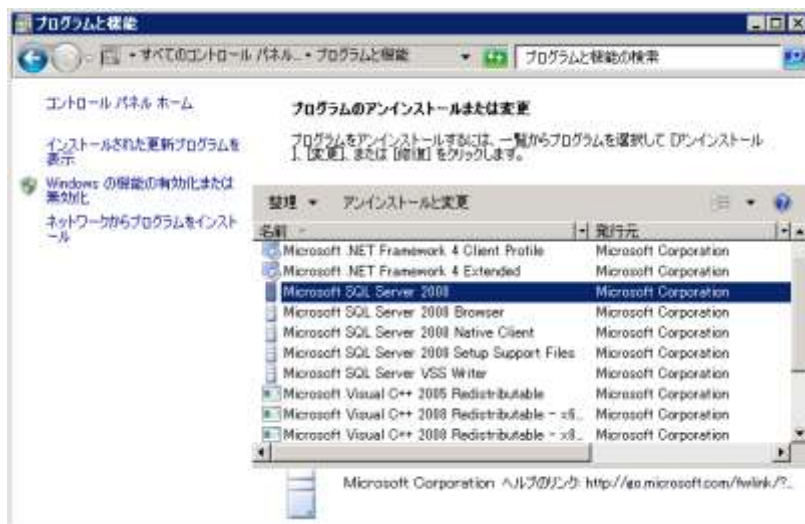 プログラムと機能
すべてのコントロール パネル... プログラムと機能
プログラムと機能の検索
コントロール パネル ホーム
インストールされた更新プログラムを
表示
Windows の機能の有効化または
無効化
ネットワークからプログラムをインスト
ール
プログラムのアンインストールまたは変更
プログラムをアンインストールするには、一覧からプログラムを選択して [アンインストール
]、[変更]、または [修復] をクリックします。
整理 アンインストールと変更
名前 発行元
Microsoft .NET Framework 4 Client Profile Microsoft Corporation
Microsoft .NET Framework 4 Extended Microsoft Corporation
Microsoft SQL Server 2008 Microsoft Corporation
Microsoft SQL Server 2008 Browser Microsoft Corporation
Microsoft SQL Server 2008 Native Client Microsoft Corporation
Microsoft SQL Server 2008 Setup Support Files Microsoft Corporation
Microsoft SQL Server VSS Writer Microsoft Corporation
Microsoft Visual C++ 2005 Redistributable Microsoft Corporation
Microsoft Visual C++ 2008 Redistributable - x6... Microsoft Corporation
Microsoft Visual C++ 2008 Redistributable - x8... Microsoft Corporation
Microsoft Corporation ヘルプのリンク: http://go.microsoft.com/fwlink/?...